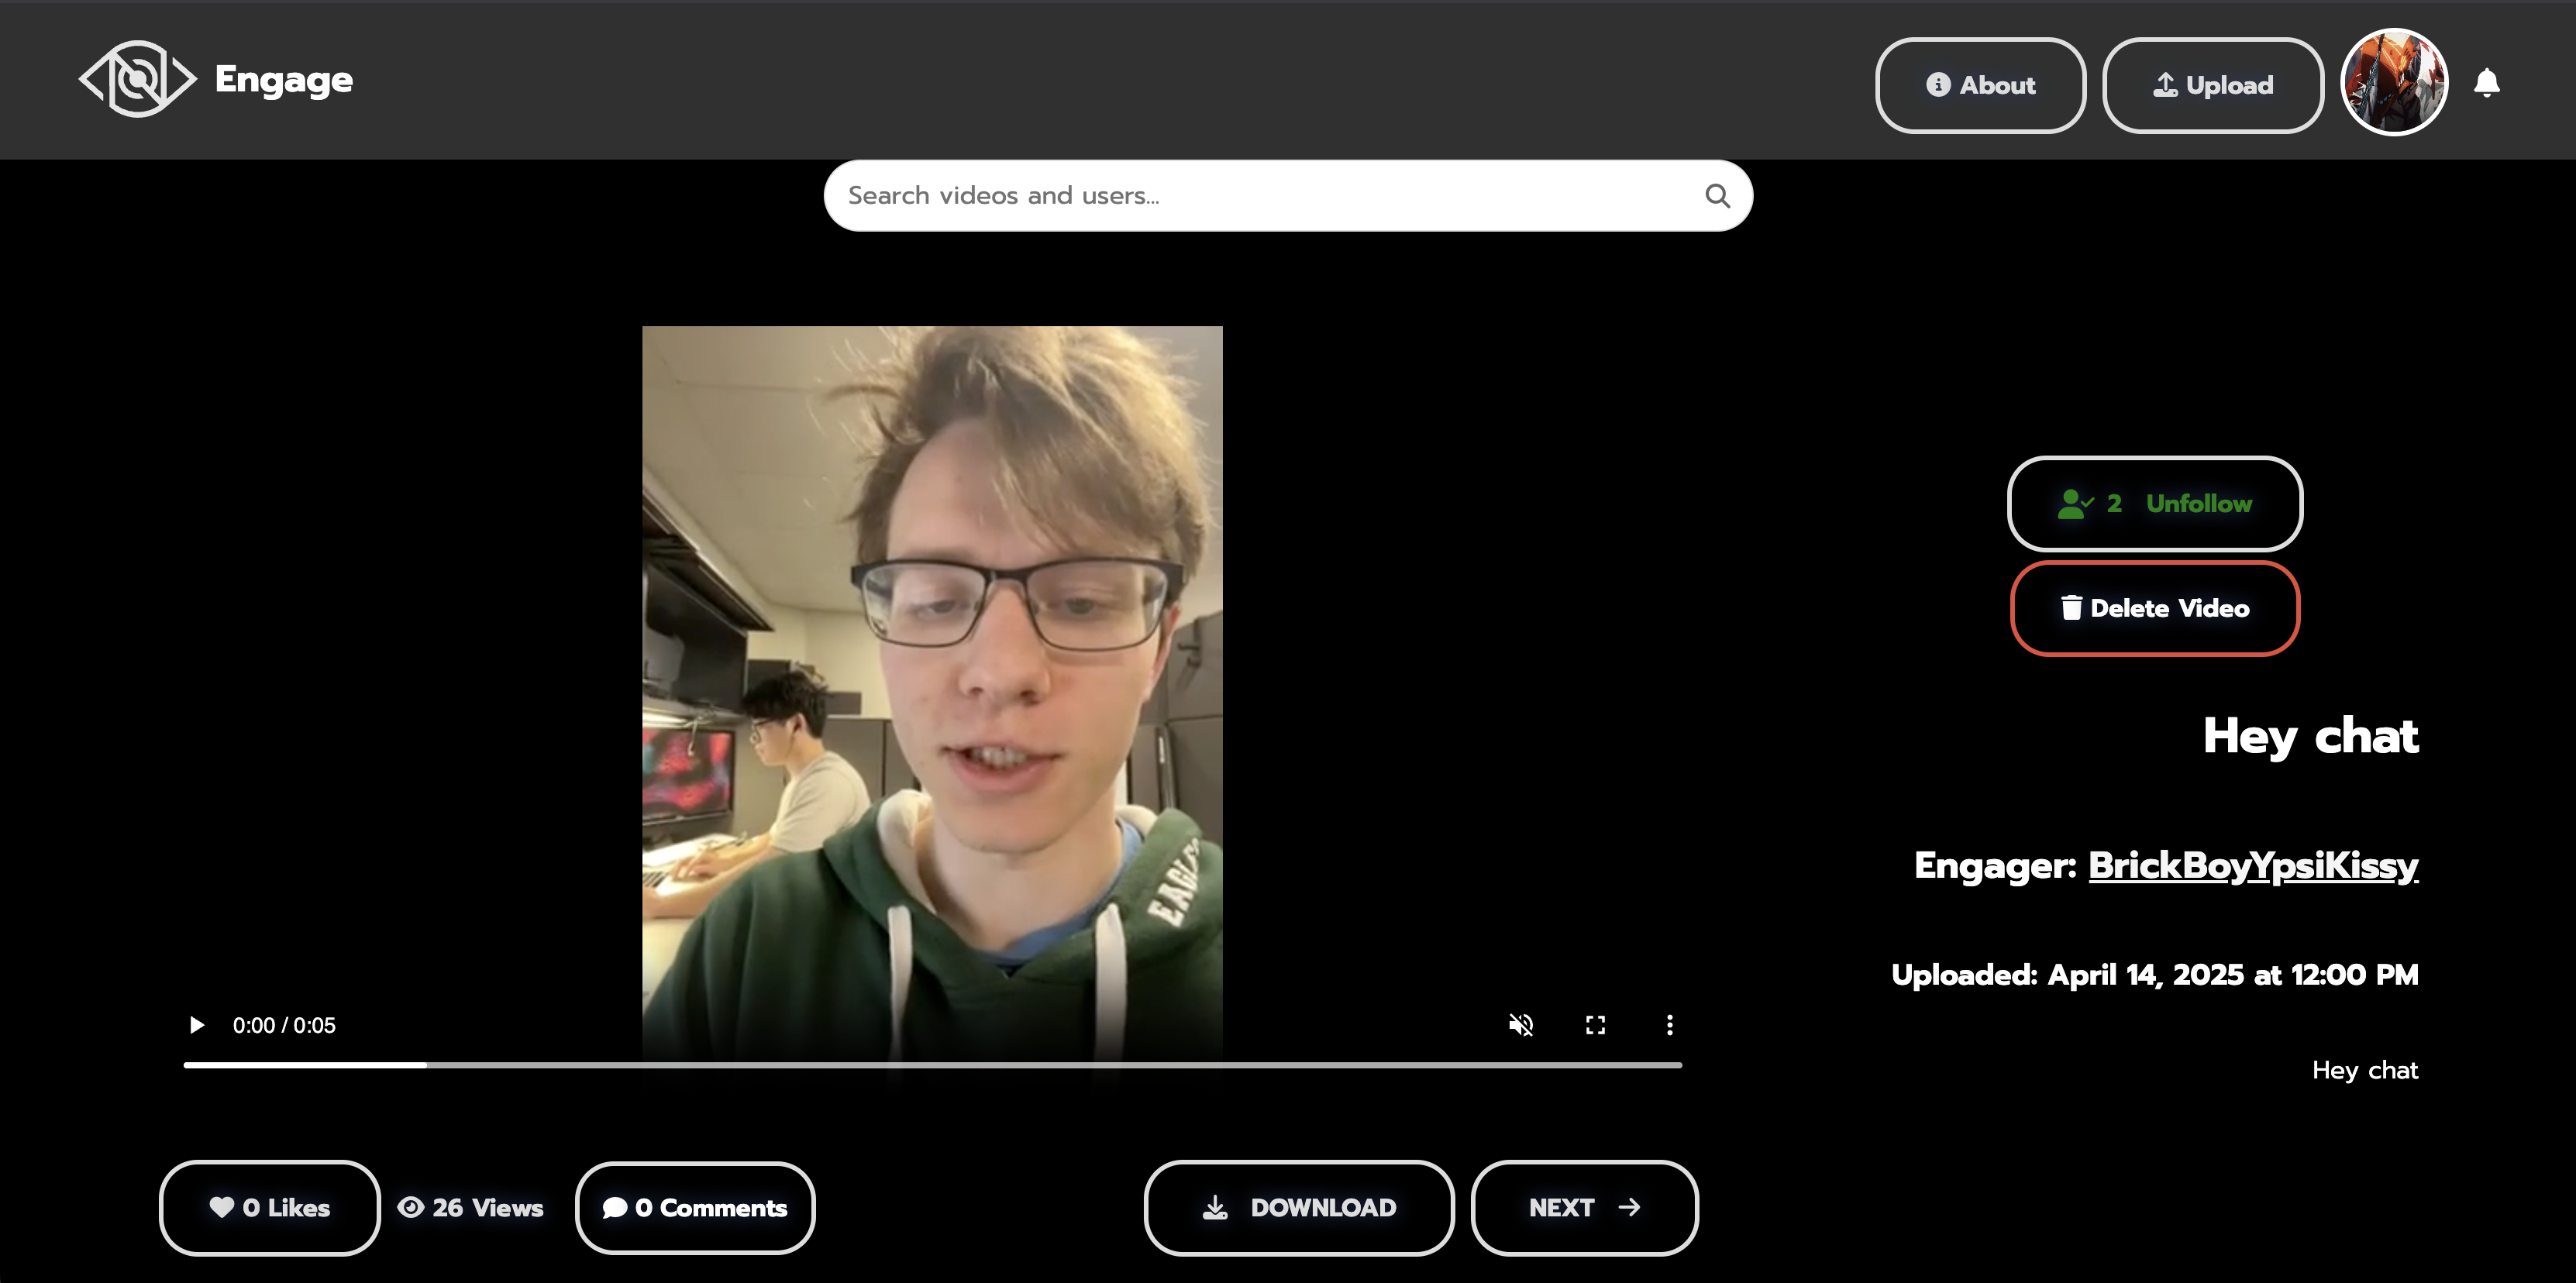 Engage
About
Upload
Search videos and users...
2 Unfollow
Delete Video
Hey chat
Engager: BrickBoyYpsiKissy
Uploaded: April 14, 2025 at 12:00 PM
Hey chat
EAGLES
0:00 / 0:05
0 Likes
26 Views
0 Comments
DOWNLOAD
NEXT